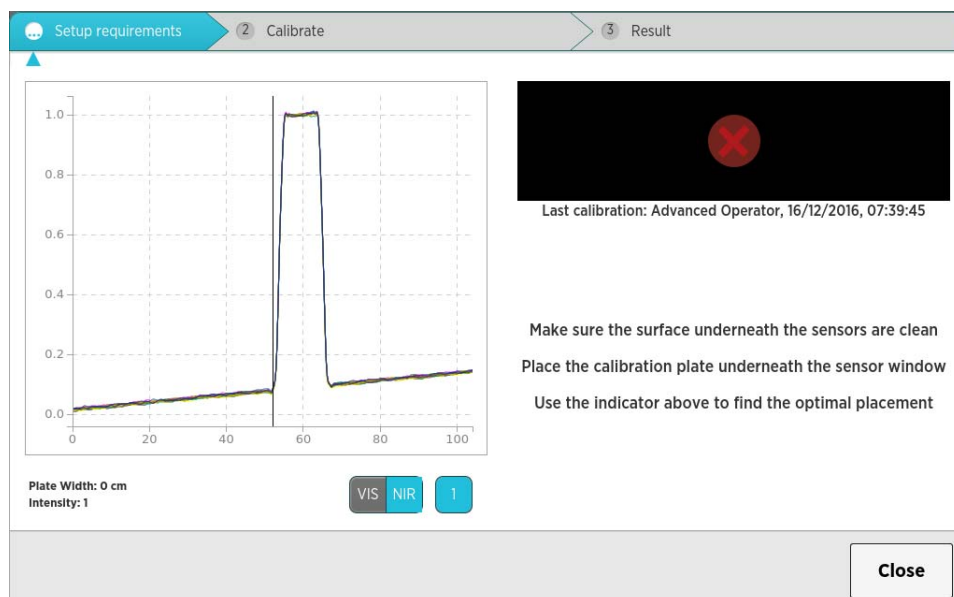 Setup requirements
2 Calibrate
3 Result
1.0
0.8
0.6
0.4
0.2
0.0
0 20 40 60 80 100
Last calibration: Advanced Operator, 16/12/2016, 07:39:45
Make sure the surface underneath the sensors are clean
Place the calibration plate underneath the sensor window
Use the indicator above to find the optimal placement
Plate Width: 0 cm
Intensity: 1
VIS NIR 1
Close